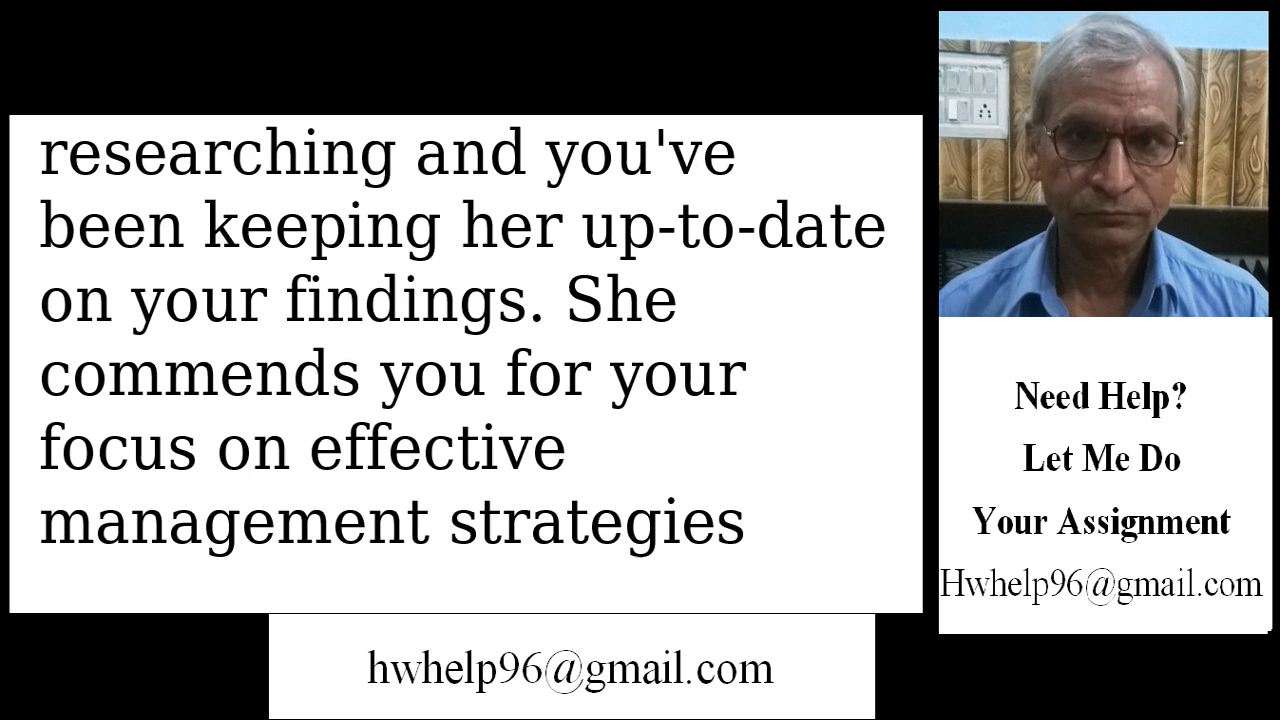 researching and you've
been keeping her up-to-date
on your findings. She
commends you for your
focus on effective
management strategies
Need Help?
Let Me Do
Your Assignment
Hwhelp96@gmail.com
hwhelp96@gmail.com